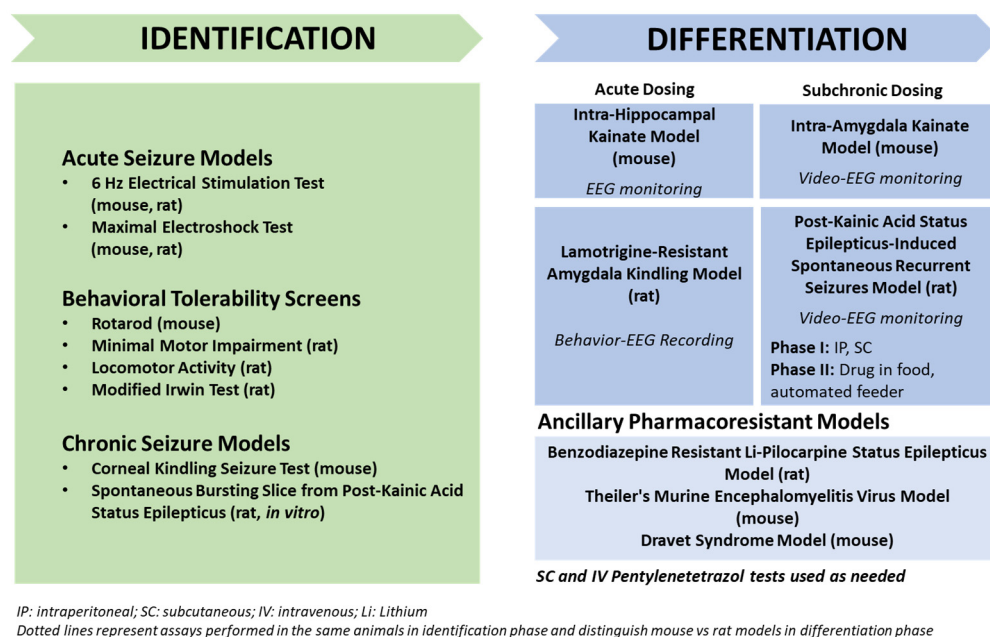 IDENTIFICATION
Acute Seizure Models
• 6 Hz Electrical Stimulation Test
(mouse, rat)
• Maximal Electroshock Test
(mouse, rat)
Behavioral Tolerability Screens
• Rotarod (mouse)
• Minimal Motor Impairment (rat)
• Locomotor Activity (rat)
• Modified Irwin Test (rat)
Chronic Seizure Models
• Corneal Kindling Seizure Test (mouse)
• Spontaneous Bursting Slice from Post-Kainic Acid
Status Epilepticus (rat, in vitro)
DIFFERENTIATION
Acute Dosing
Intra-Hippocampal
Kainate Model
(mouse)
EEG monitoring
Lamotrigine-Resistant
Amygdala Kindling Model
(rat)
Behavior-EEG Recording
Subchronic Dosing
Intra-Amygdala Kainate
Model (mouse)
Video-EEG monitoring
Post-Kainic Acid Status
Epilepticus-Induced
Spontaneous Recurrent
Seizures Model (rat)
Video-EEG monitoring
Phase I: IP, SC
Phase II: Drug in food,
automated feeder
Ancillary Pharmacoresistant Models
Benzodiazepine Resistant Li-Pilocarpine Status Epilepticus
Model (rat)
Theiler's Murine Encephalomyelitis Virus Model
(mouse)
Dravet Syndrome Model (mouse)
SC and IV Pentylenetetrazol tests used as needed
IP: intraperitoneal; SC: subcutaneous; IV: intravenous; Li: Lithium
Dotted lines represent assays performed in the same animals in identification phase and distinguish mouse vs rat models in differentiation phase